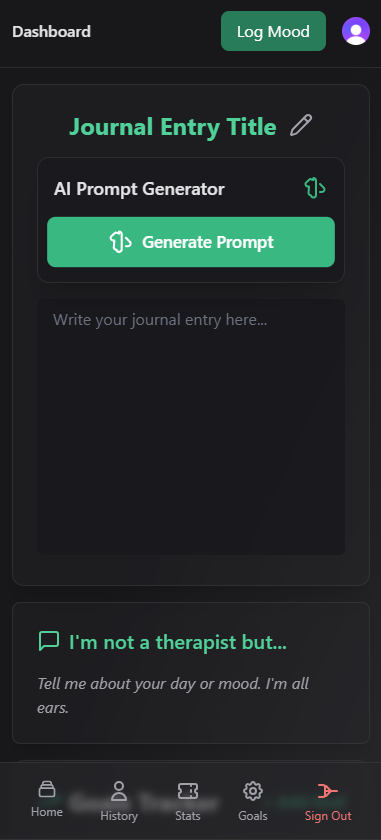 Dashboard
Log Mood
Journal Entry Title
AI Prompt Generator
Generate Prompt
Write your journal entry here...
I'm not a therapist but...
Tell me about your day or mood. I'm all
ears.
Home
History
Stats
Goals
Sign Out